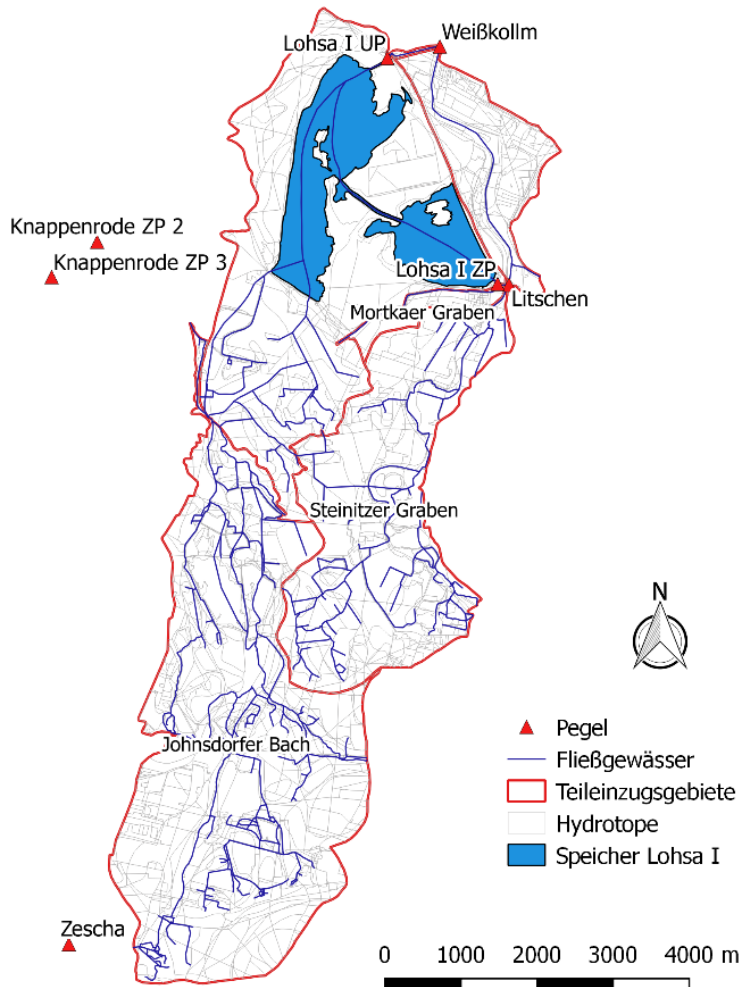 Weißkollm
Lohsa I UP
Knappenrode ZP 2
Knappenrode ZP 3
Lohsa I ZP
Litschen
Mortkaer Graben
Steinitzer Graben
N
Johnsdorfer Bach
Pegel
Fließgewässer
Teileinzugsgebiete
Hydrotope
Speicher Lohsa I
Zescha
0 1000 2000 3000 4000 m